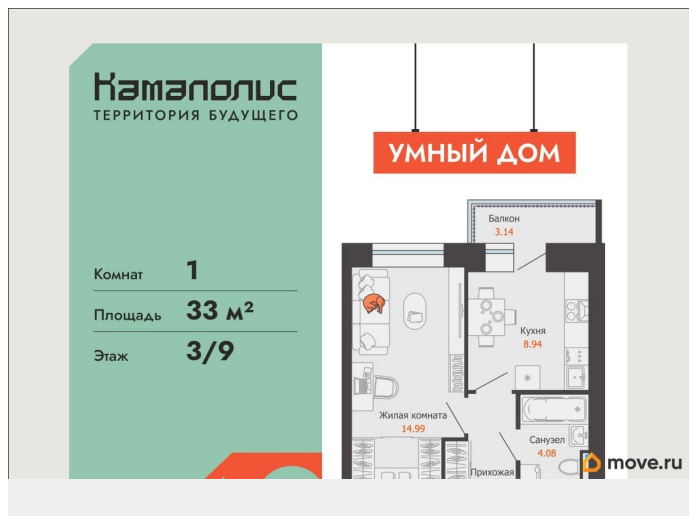 Камаполис
ТЕРРИТОРИЯ БУДУЩЕГО
Комнат 1
Площадь 33 м²
Этаж 3/9
УМНЫЙ ДОМ
Балкон
3.14
Кухня
8.94
Жилая комната
14.99
Санузел
4.08
Прихожая
move.ru